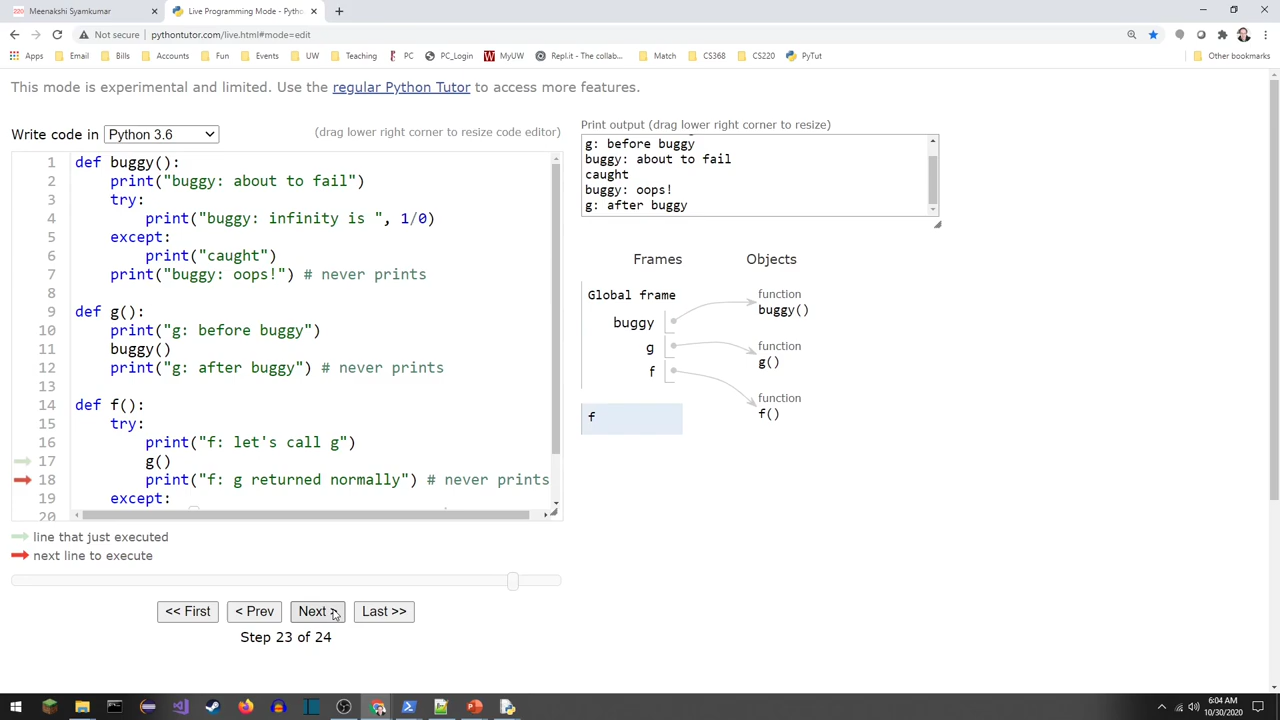 Meenakshi Syamkumar
Live Programming Mode - Pytho
Not secure | pythontutor.com/live.html#mode=edit
Apps Email Bills Accounts Fun Events UW Teaching PC PC_Login MyUW Repl.it - The collab... Match CS368 CS220 PyTut Other bookmarks
This mode is experimental and limited. Use the regular Python Tutor to access more features.
Write code in Python 3.6 (drag lower right corner to resize code editor)
1 def buggy():
2 print("buggy: about to fail")
3 try:
4 print("buggy: infinity is ", 1/0)
5 except:
6 print("caught")
7 print("buggy: oops!") # never prints
8
9 def g():
10 print("g: before buggy")
11 buggy()
12 print("g: after buggy") # never prints
13
14 def f():
15 try:
16 print("f: let's call g")
17 g()
18 print("f: g returned normally") # never prints
19 except:
20
line that just executed
next line to execute
<< First < Prev Next > Last >>
Step 23 of 24
Print output (drag lower right corner to resize)
g: before buggy
buggy: about to fail
caught
buggy: oops!
g: after buggy
Frames Objects
Global frame
buggy
g
f
function
buggy()
function
g()
function
f()
f
6:04 AM
10/30/2020